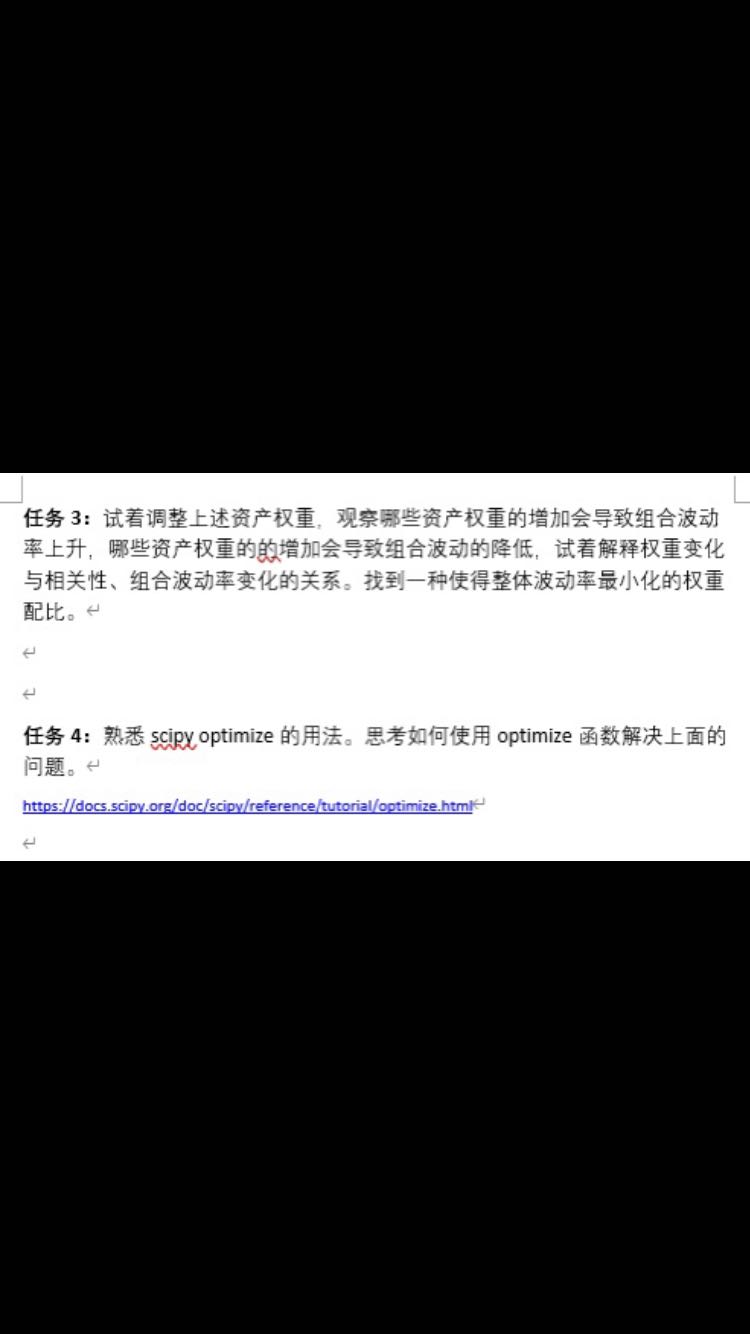 任务 3：试着调整上述资产权重，观察哪些资产权重的增加会导致组合波动
率上升，哪些资产权重的的增加会导致组合波动的降低，试着解释权重变化
与相关性、组合波动率变化的关系。找到一种使得整体波动率最小化的权重
配比。
任务 4：熟悉 scipy optimize 的用法。思考如何使用 optimize 函数解决上面的
问题。
https://docs.scipy.org/doc/scipy/reference/tutorial/optimize.html